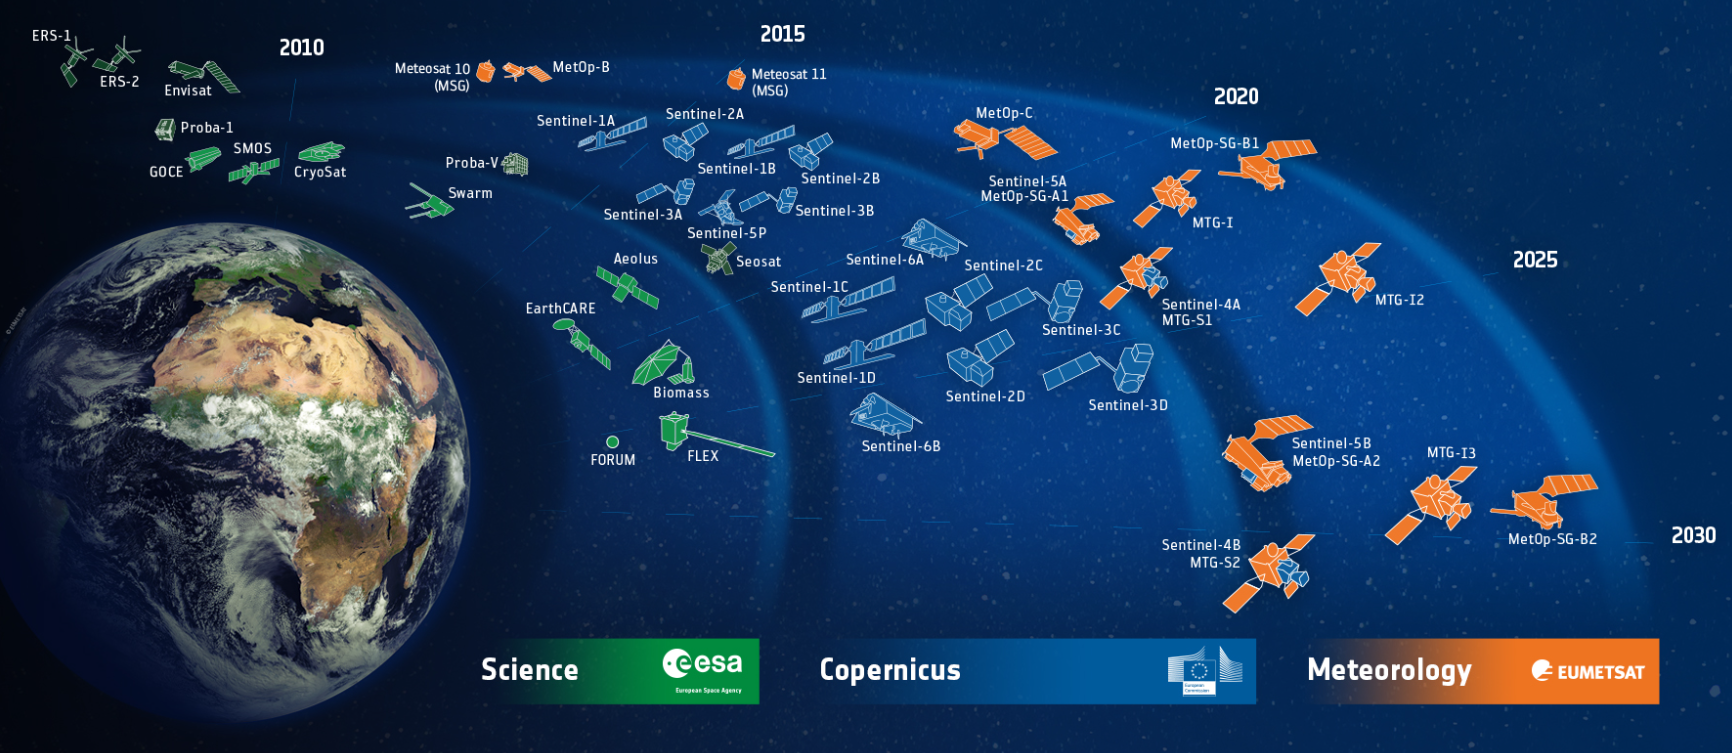 ERS-1
ERS-2
Envisat
2010
Meteosat 10
(MSG)
MetOp-B
2015
Meteosat 11
(MSG)
2020
Proba-1
GOCE
SMOS
CryoSat
Proba-V
Swarm
Sentinel-1A
Sentinel-2A
Sentinel-1B
Sentinel-2B
Sentinel-3A
Sentinel-3B
Sentinel-5P
Seosat
MetOp-C
MetOp-SG-B1
Sentinel-5A
MetOp-SG-A1
MTG-I
Aeolus
EarthCARE
Biomass
FORUM
FLEX
Sentinel-6A
Sentinel-2C
Sentinel-1C
Sentinel-3C
Sentinel-1D
Sentinel-2D
Sentinel-3D
Sentinel-6B
Sentinel-4A
MTG-S1
2025
MTG-I2
Sentinel-5B
MetOp-SG-A2
MTG-I3
MetOp-SG-B2
2030
Sentinel-4B
MTG-S2
Science
esa
European Space Agency
Copernicus
European
Commission
Meteorology
EUMETSAT